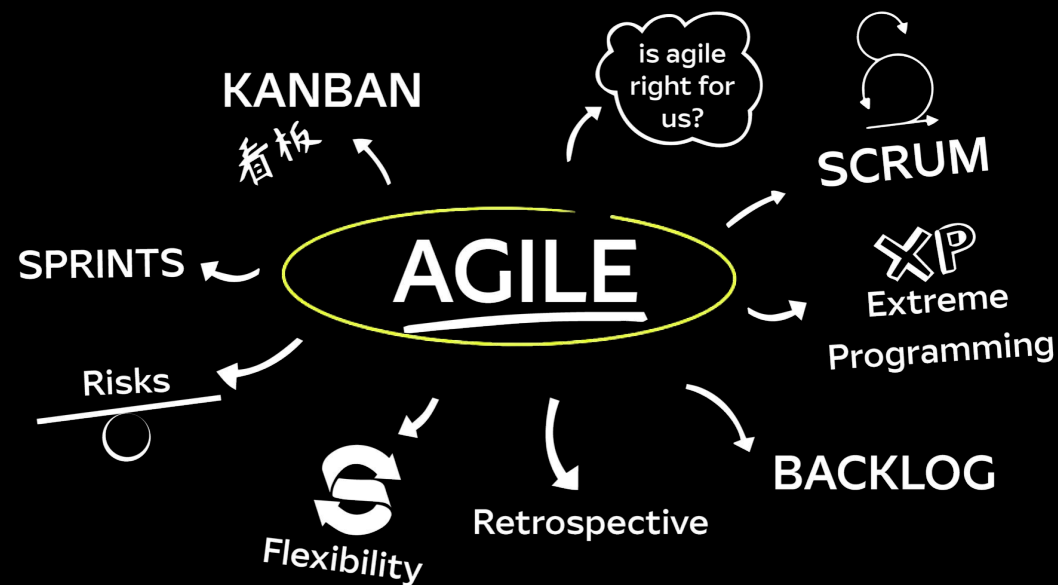 KANBAN
看板
is agile
right for
us?
SCRUM
SPRINTS
AGILE
XP
Extreme
Programming
Risks
BACKLOG
Retrospective
Flexibility